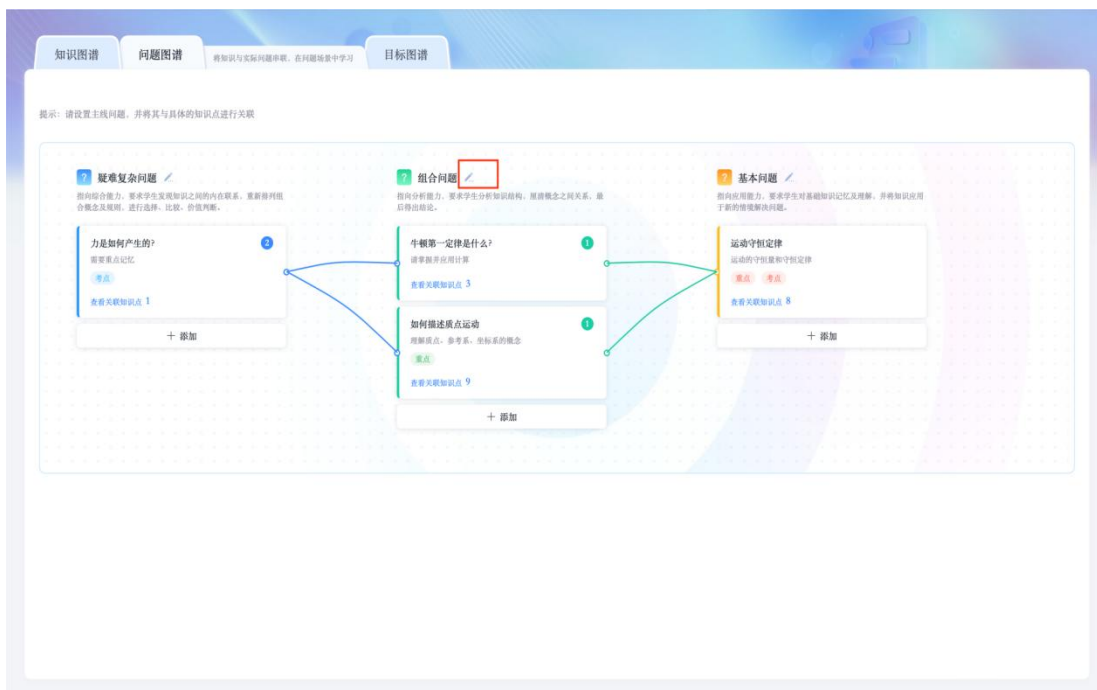 知识图谱
问题图谱
将知识与实际问题串联，在问题场景中学习
目标图谱
提示：请设置主线问题，并将其与具体的知识点进行关联
疑难复杂问题
指向综合能力，要求学生发现知识之间的内在联系，重新排列组
合概念及规则，进行选择、比较、价值判断。
力是如何产生的？
2
需要重点记忆
考点
查看关联知识点 1
+ 添加
组合问题
指向分析能力，要求学生分析知识结构，厘清概念之间关系，最
后得出结论。
牛顿第一定律是什么？
1
请掌握并应用计算
查看关联知识点 3
如何描述质点运动
1
理解质点、参考系、坐标系的概念
重点
查看关联知识点 9
+ 添加
基本问题
指向应用能力，要求学生对基础知识记忆及理解，并将知识应用
于新的情境解决问题。
运动守恒定律
运动的守恒量和守恒定律
重点 考点
查看关联知识点 8
+ 添加